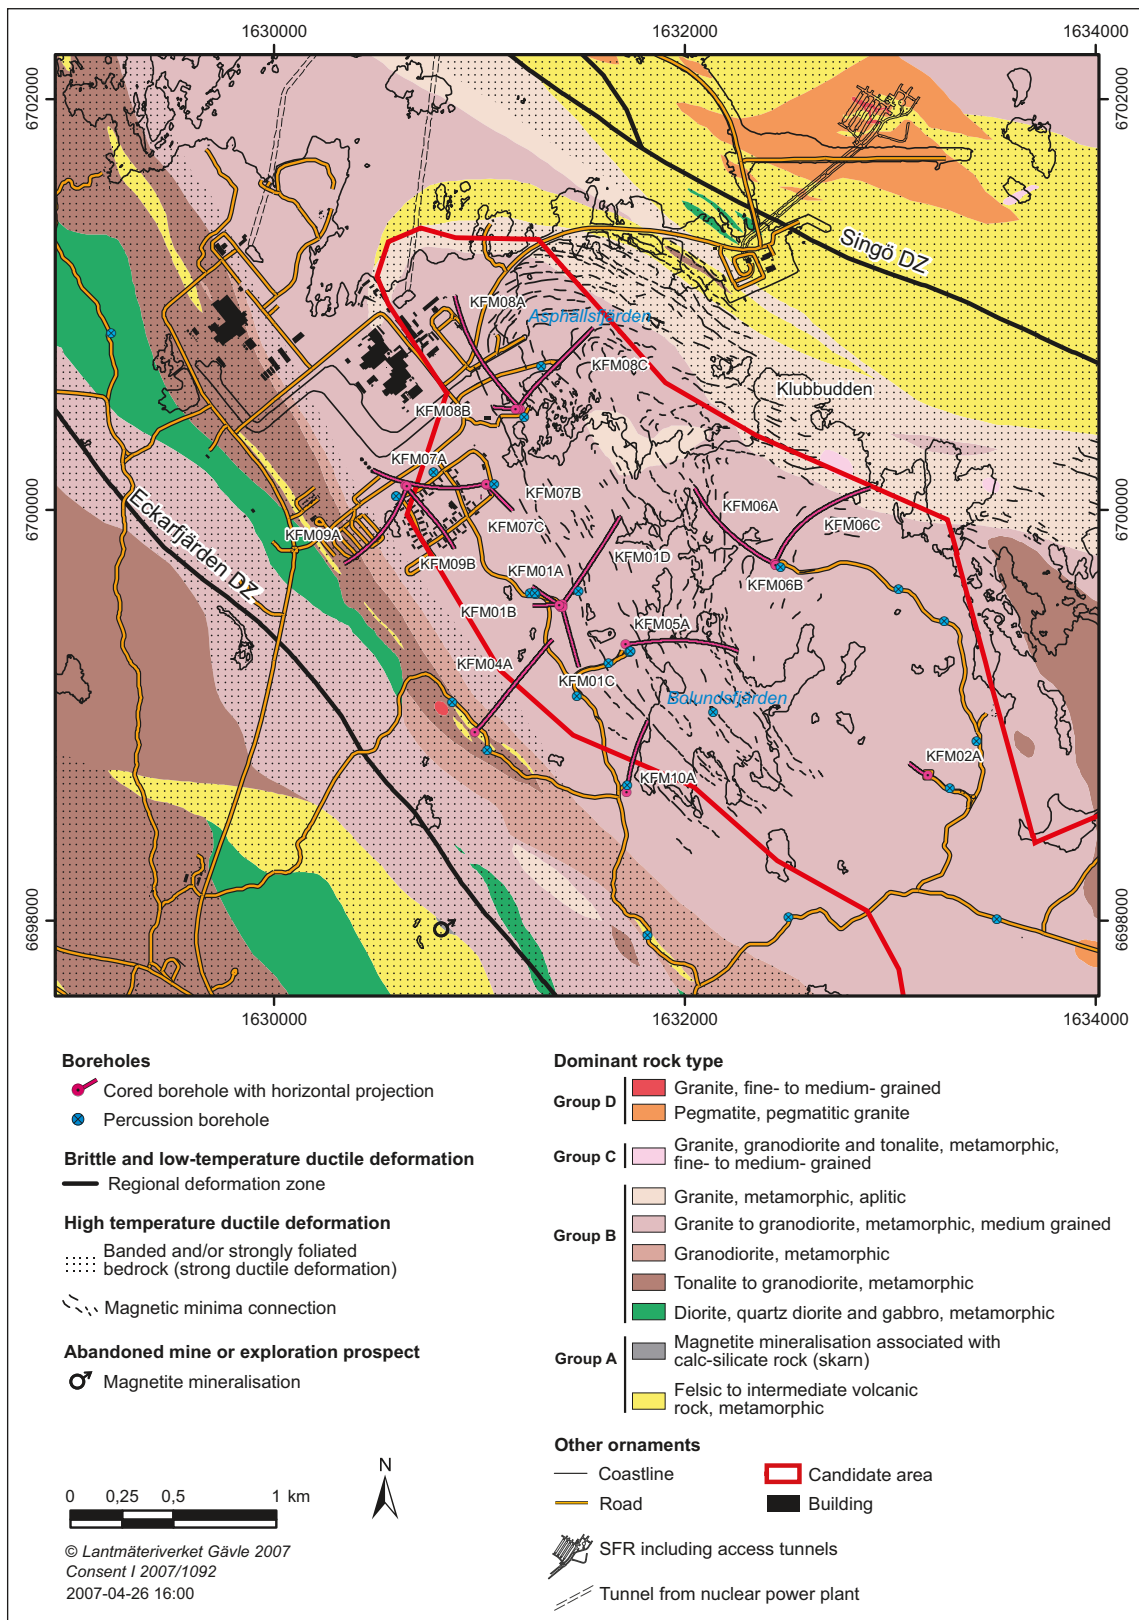 1630000
1632000
1634000
6702000
6702000
Singö DZ
KFM08A
Asphällsfjärden
KFM08C
Klubbudden
KFM08B
KFM07A
KFM07B
KFM06A
KFM06C
6700000
6700000
KFM07C
KFM09A
KFM01D
KFM09B
KFM01A
KFM06B
Eckarfjärden DZ
KFM01B
KFM05A
KFM04A
KFM01C
Bolundsfjärden
KFM02A
KFM10A
6698000
6698000
1630000
1632000
1634000
Boreholes
Cored borehole with horizontal projection
Percussion borehole
Brittle and low-temperature ductile deformation
Regional deformation zone
High temperature ductile deformation
Banded and/or strongly foliated
bedrock (strong ductile deformation)
Magnetic minima connection
Abandoned mine or exploration prospect
Magnetite mineralisation
Dominant rock type
Group D
Granite, fine- to medium- grained
Pegmatite, pegmatitic granite
Group C
Granite, granodiorite and tonalite, metamorphic,
fine- to medium- grained
Group B
Granite, metamorphic, aplitic
Granite to granodiorite, metamorphic, medium grained
Granodiorite, metamorphic
Tonalite to granodiorite, metamorphic
Diorite, quartz diorite and gabbro, metamorphic
Group A
Magnetite mineralisation associated with
calc-silicate rock (skarn)
Felsic to intermediate volcanic
rock, metamorphic
Other ornaments
Coastline
Candidate area
Road
Building
SFR including access tunnels
Tunnel from nuclear power plant
N
0 0,25 0,5 1 km
© Lantmäteriverket Gävle 2007
Consent I 2007/1092
2007-04-26 16:00